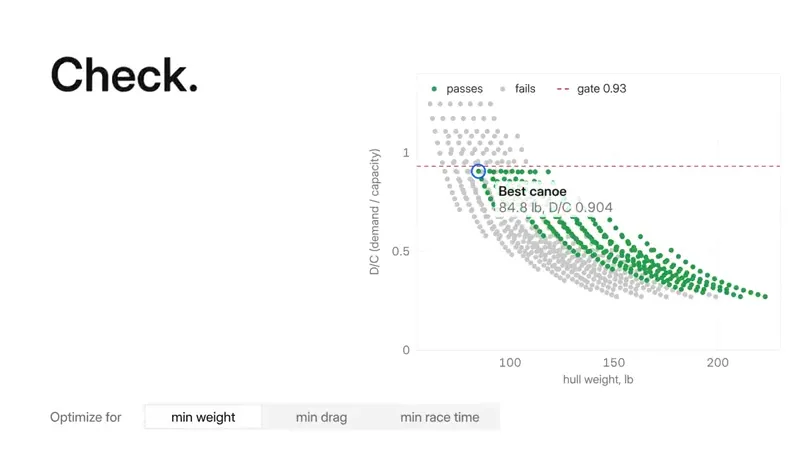 Check.
passes fails gate 0.93
D/C (demand / capacity)
1
0.5
0
Best canoe
84.8 lb, D/C 0.904
100 150 200
hull weight, lb
Optimize for min weight min drag min race time